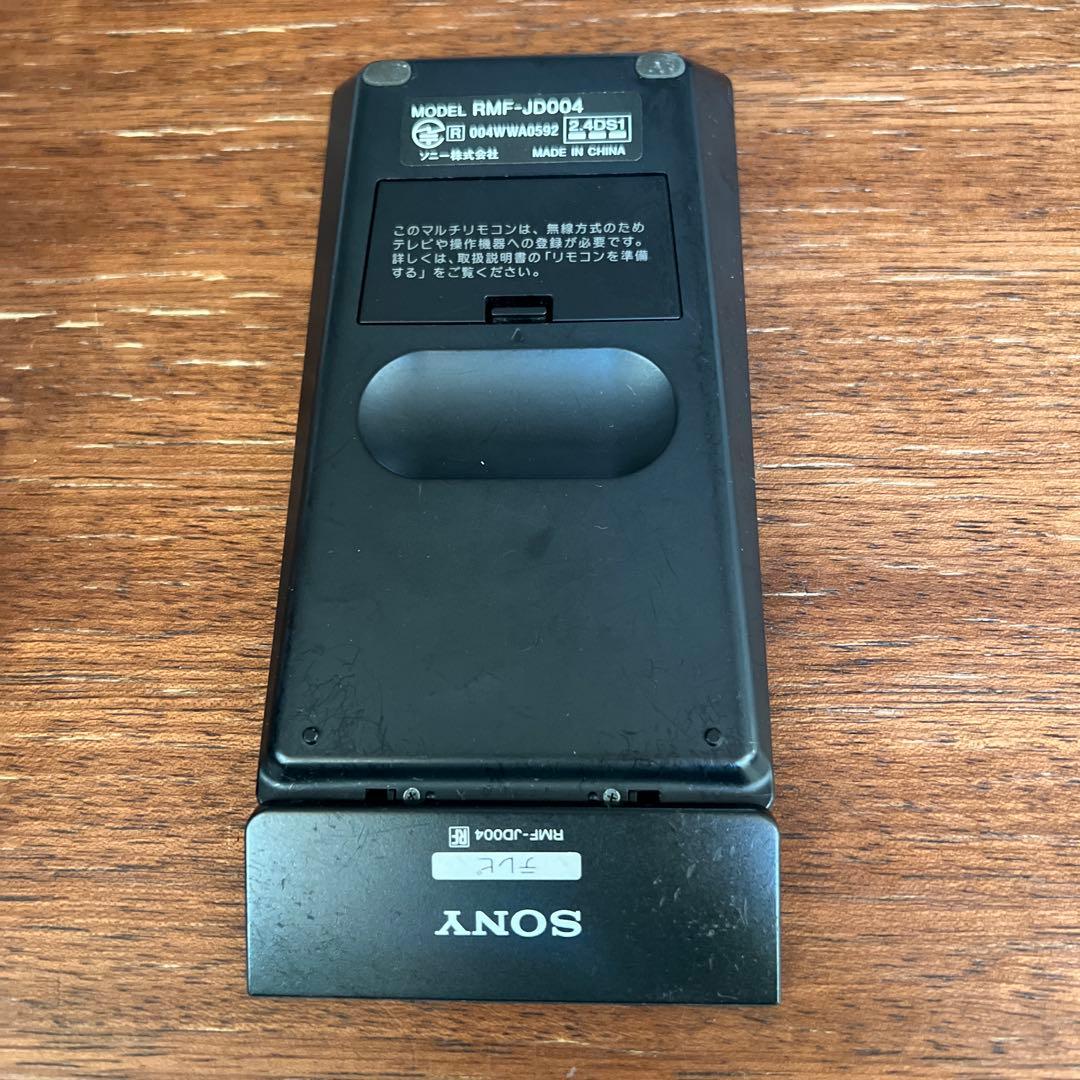 MODEL RMF-JD004
R 004WWA0592 2.4DS1
ソニー株式会社 MADE IN CHINA
このマルチリモコンは、無線方式のため
テレビや操作機器への登録が必要です。
詳しくは、取扱説明書の「リモコンを準備
する」をご覧ください。
RMF-JD004 RF
テレビ
SONY